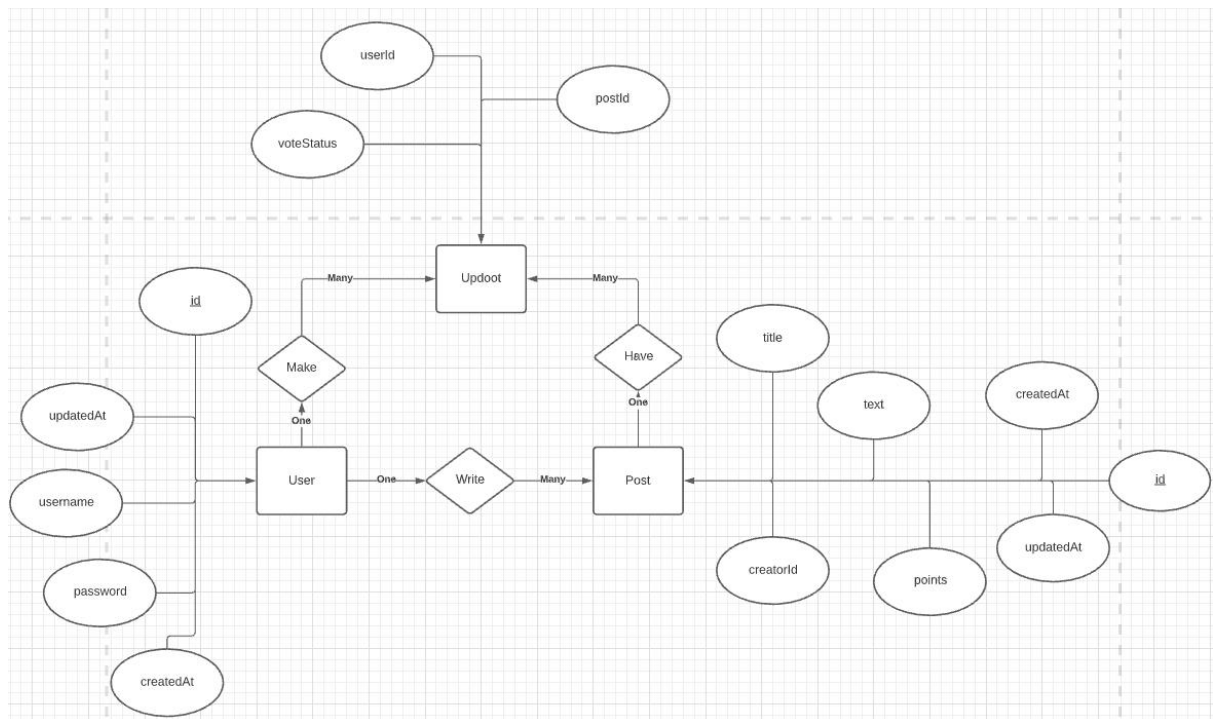 userId
postId
voteStatus
Updoot
Many
Many
id
title
Have
Make
createdAt
One
text
updatedAt
One
User
One
Write
Many
Post
id
username
updatedAt
creatorId
points
password
createdAt